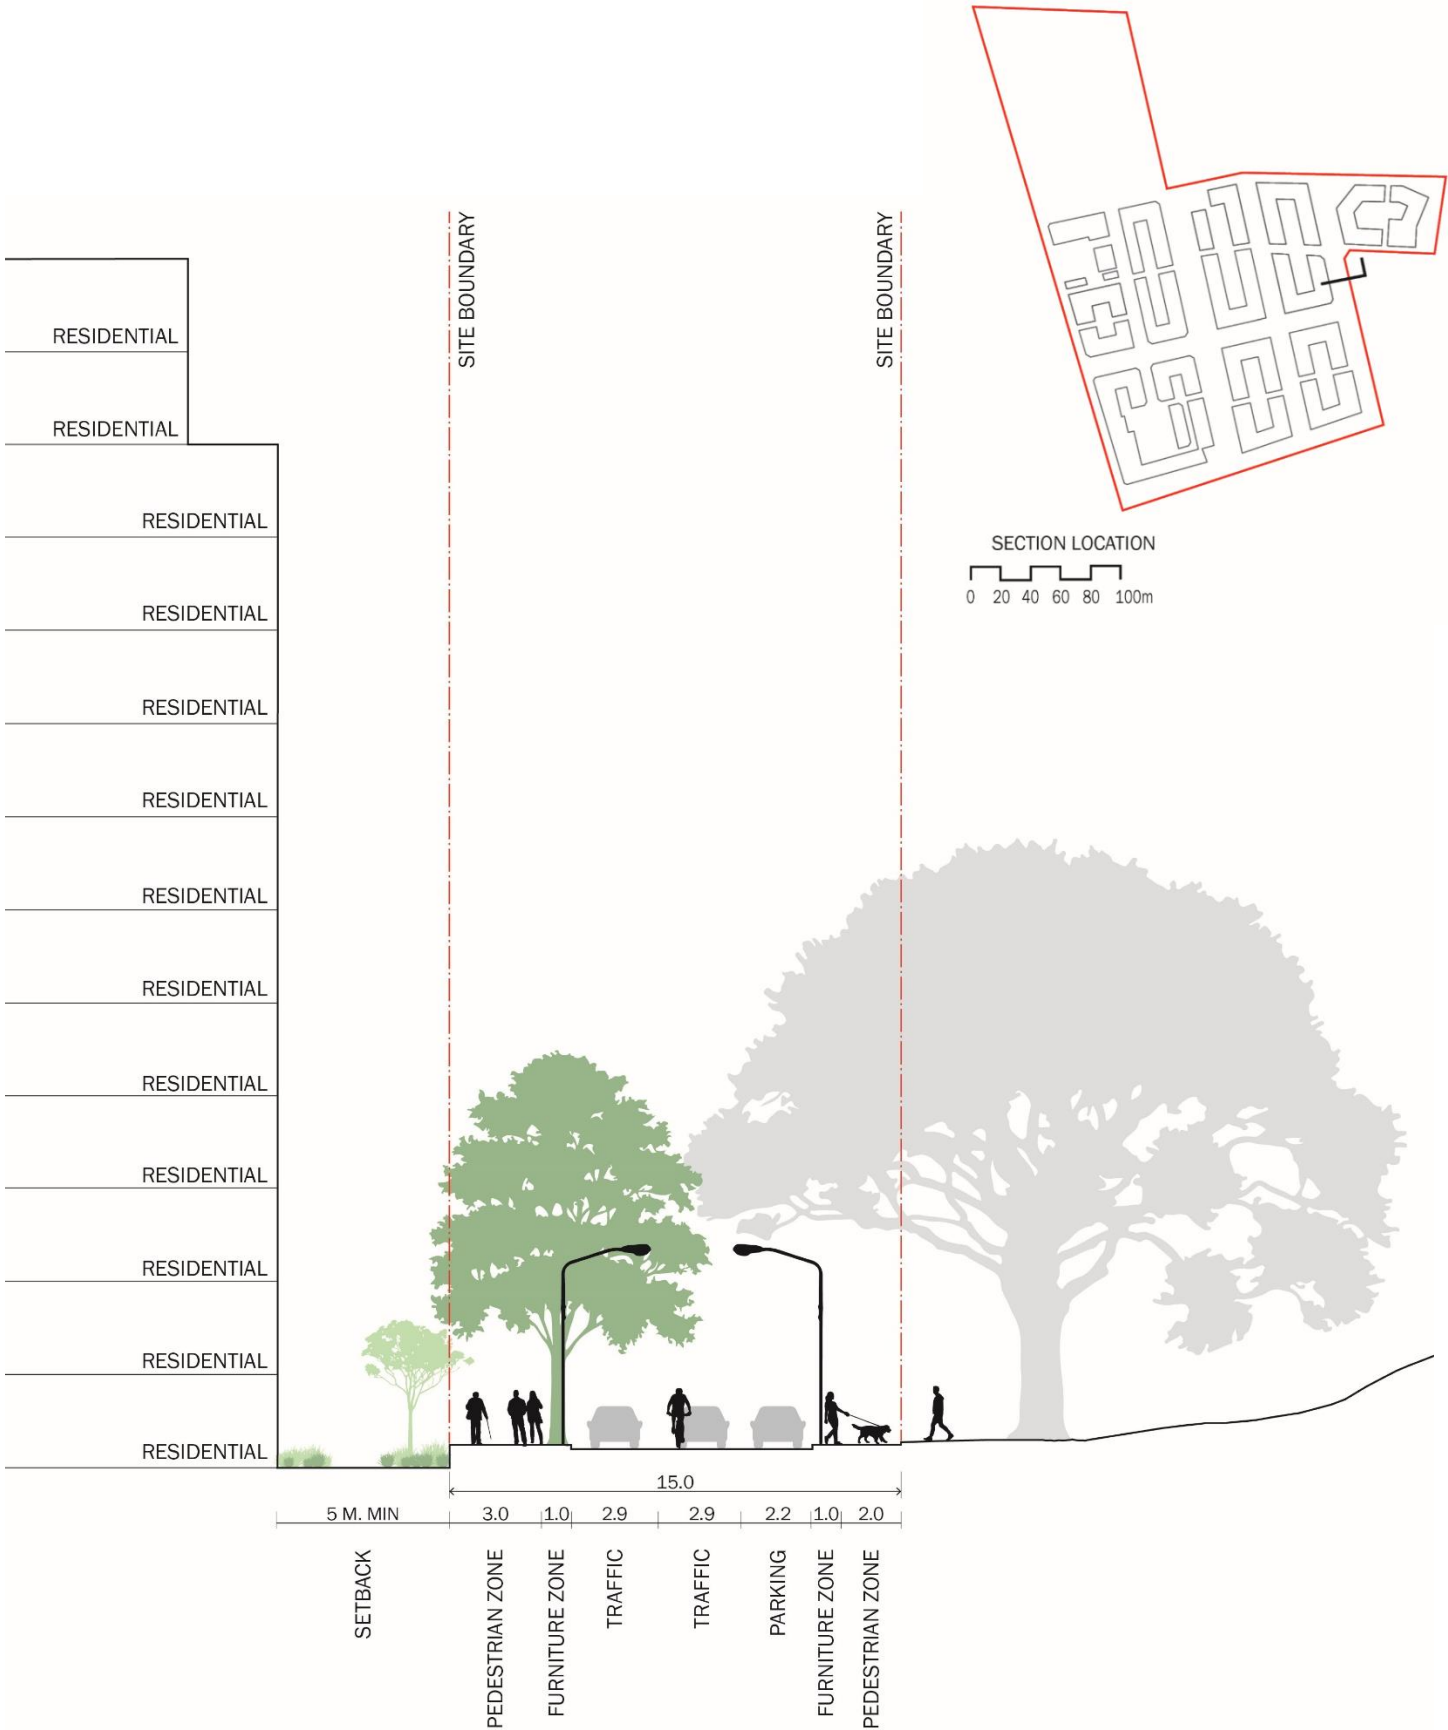 SITE BOUNDARY
SITE BOUNDARY
RESIDENTIAL
RESIDENTIAL
RESIDENTIAL
RESIDENTIAL
RESIDENTIAL
RESIDENTIAL
RESIDENTIAL
RESIDENTIAL
RESIDENTIAL
RESIDENTIAL
RESIDENTIAL
RESIDENTIAL
RESIDENTIAL
SECTION LOCATION
0 20 40 60 80 100m
15.0
5 M. MIN 3.0 1.0 2.9 2.9 2.2 1.0 2.0
SETBACK
PEDESTRIAN ZONE
FURNITURE ZONE
TRAFFIC
TRAFFIC
PARKING
FURNITURE ZONE
PEDESTRIAN ZONE